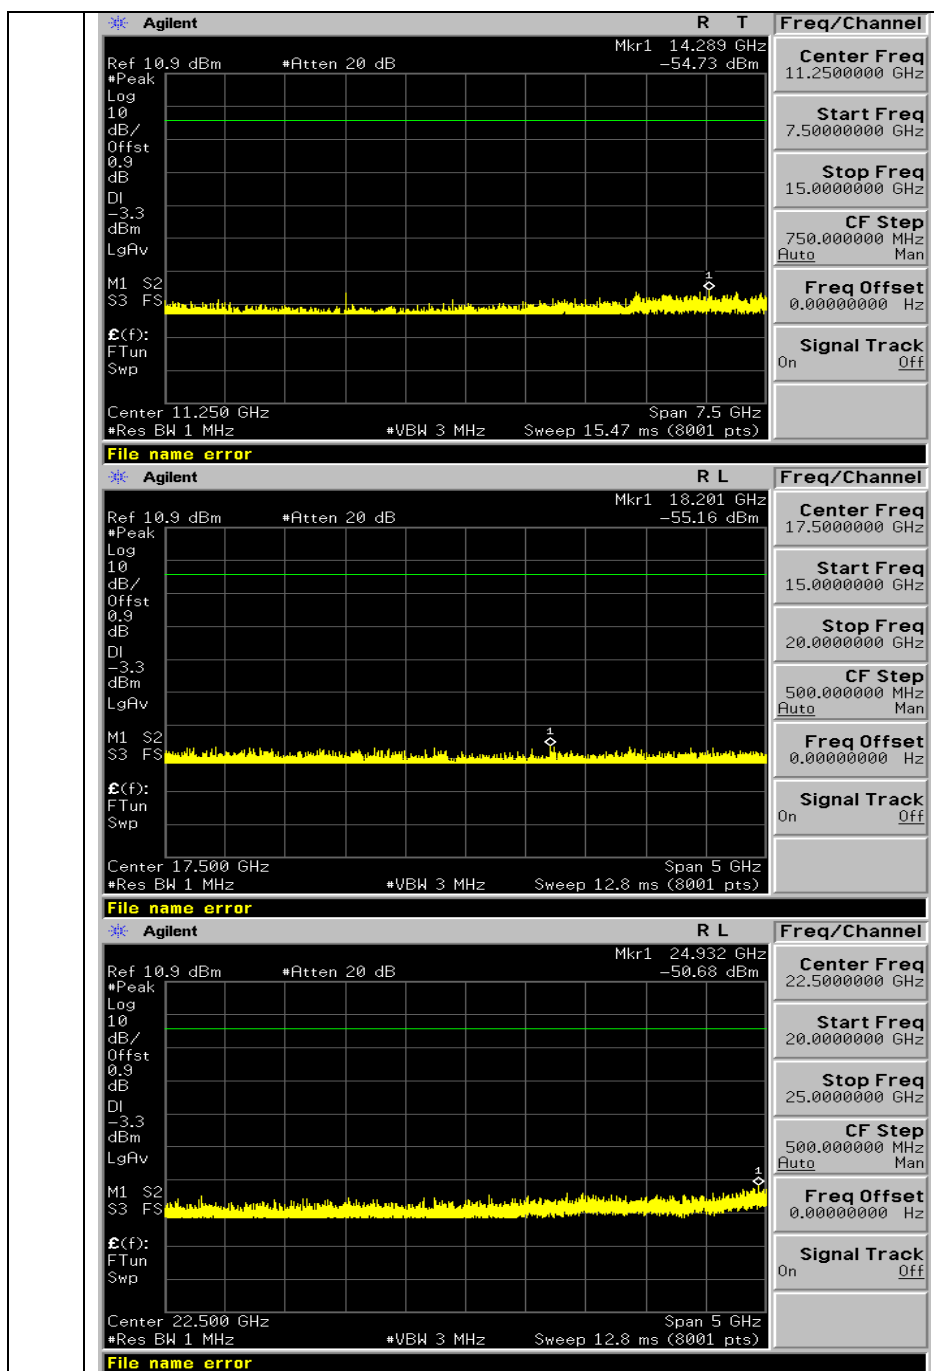 Agilent R T Freq/Channel
Mkr1 14.289 GHz
Ref 10.9 dBm #Atten 20 dB -54.73 dBm
#Peak
Log
10
dB/
Offst
0.9
dB
DI
-3.3
dBm
LgAv
M1 S2
S3 FS
£(f):
FTun
Swp
1
Center 11.250 GHz Span 7.5 GHz
#Res BW 1 MHz #VBW 3 MHz Sweep 15.47 ms (8001 pts)
File name error
Center Freq
11.2500000 GHz
Start Freq
7.50000000 GHz
Stop Freq
15.0000000 GHz
CF Step
750.000000 MHz
Auto Man
Freq Offset
0.00000000 Hz
Signal Track
On Off
Agilent R L Freq/Channel
Mkr1 18.201 GHz
Ref 10.9 dBm #Atten 20 dB -55.16 dBm
#Peak
Log
10
dB/
Offst
0.9
dB
DI
-3.3
dBm
LgAv
M1 S2
S3 FS
£(f):
FTun
Swp
1
Center 17.500 GHz Span 5 GHz
#Res BW 1 MHz #VBW 3 MHz Sweep 12.8 ms (8001 pts)
File name error
Center Freq
17.5000000 GHz
Start Freq
15.0000000 GHz
Stop Freq
20.0000000 GHz
CF Step
500.000000 MHz
Auto Man
Freq Offset
0.00000000 Hz
Signal Track
On Off
Agilent R L Freq/Channel
Mkr1 24.932 GHz
Ref 10.9 dBm #Atten 20 dB -50.68 dBm
#Peak
Log
10
dB/
Offst
0.9
dB
DI
-3.3
dBm
LgAv
M1 S2
S3 FS
£(f):
FTun
Swp
1
Center 22.500 GHz Span 5 GHz
#Res BW 1 MHz #VBW 3 MHz Sweep 12.8 ms (8001 pts)
File name error
Center Freq
22.5000000 GHz
Start Freq
20.0000000 GHz
Stop Freq
25.0000000 GHz
CF Step
500.000000 MHz
Auto Man
Freq Offset
0.00000000 Hz
Signal Track
On Off